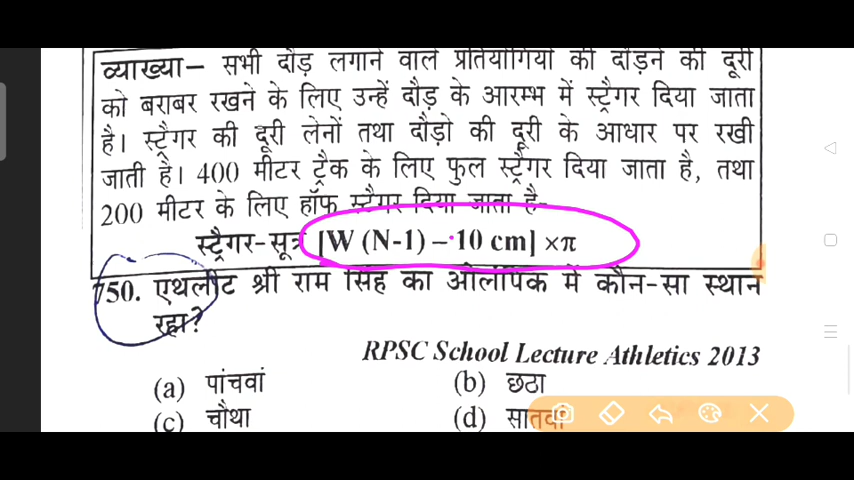 व्याख्या– सभी दौड़ लगाने वाले प्रतियोगियों की दौड़ने की दूरी
को बराबर रखने के लिए उन्हें दौड़ के आरम्भ में स्ट्रैगर दिया जाता
है। स्ट्रैगर की दूरी लेनों तथा दौड़ो की दूरी के आधार पर रखी
जाती है। 400 मीटर ट्रैक के लिए फुल स्ट्रैगर दिया जाता है, तथा
200 मीटर के लिए हॉफ स्ट्रैगर दिया जाता है-
स्ट्रैगर-सूत्र [W (N-1) – 10 cm] ×π
750. एथलीट श्री राम सिंह का ओलंपिक में कौन-सा स्थान
रहा?
RPSC School Lecture Athletics 2013
(a) पांचवां (b) छठा
(c) चौथा (d) सातवां